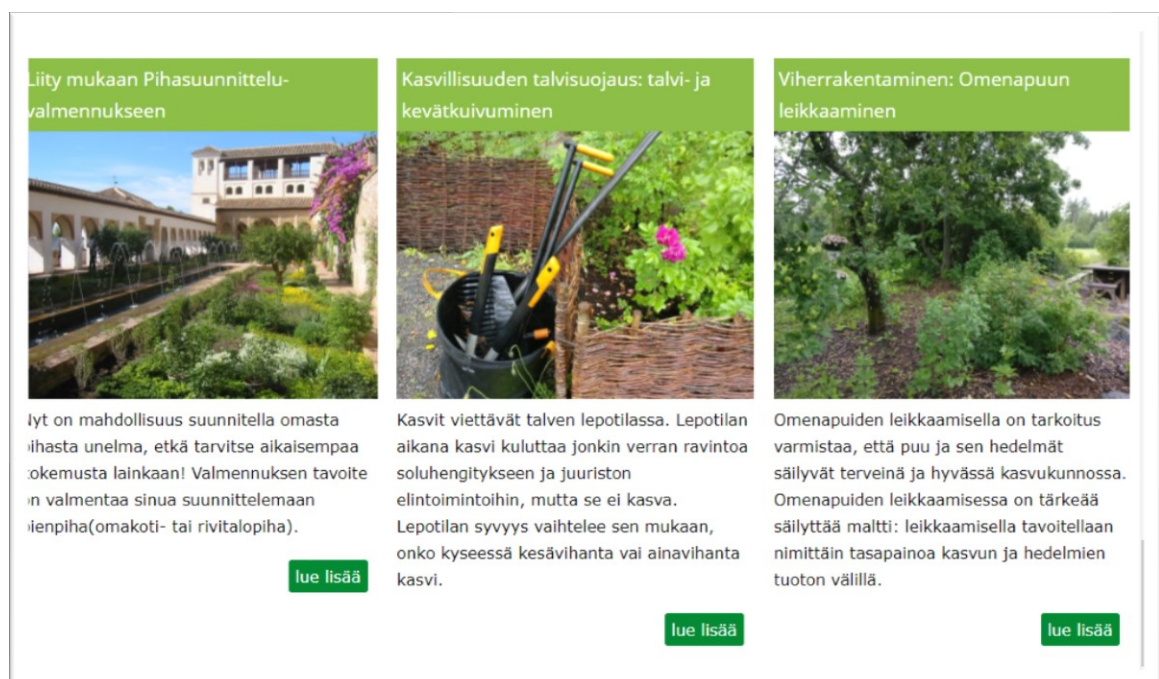 Liity mukaan Pihasuunnittelu-
valmennukseen
Nyt on mahdollisuus suunnitella omasta
pihasta unelma, etkä tarvitse aikaisempaa
kokemusta lainkaan! Valmennuksen tavoite
on valmentaa sinua suunnittelemaan
pienpiha(omakoti- tai rivitalopiha).
lue lisää
Kasvillisuuden talvisuojaus: talvi- ja
kevätkuivuminen
Kasvit viettävät talven lepotilassa. Lepotilan
aikana kasvi kuluttaa jonkin verran ravintoa
soluhengitykseen ja juuriston
elintoimintoihin, mutta se ei kasva.
Lepotilan syvyys vaihtelee sen mukaan,
onko kyseessä kesävihanta vai ainavihanta
kasvi.
lue lisää
Viherrakentaminen: Omenapuun
leikkaaminen
Omenapuiden leikkaamisella on tarkoitus
varmistaa, että puu ja sen hedelmät
säilyvät terveinä ja hyvässä kasvukunnossa.
Omenapuiden leikkaamisessa on tärkeää
säilyttää maltti: leikkaamisella tavoitellaan
nimittäin tasapainoa kasvun ja hedelmien
tuoton välillä.
lue lisää